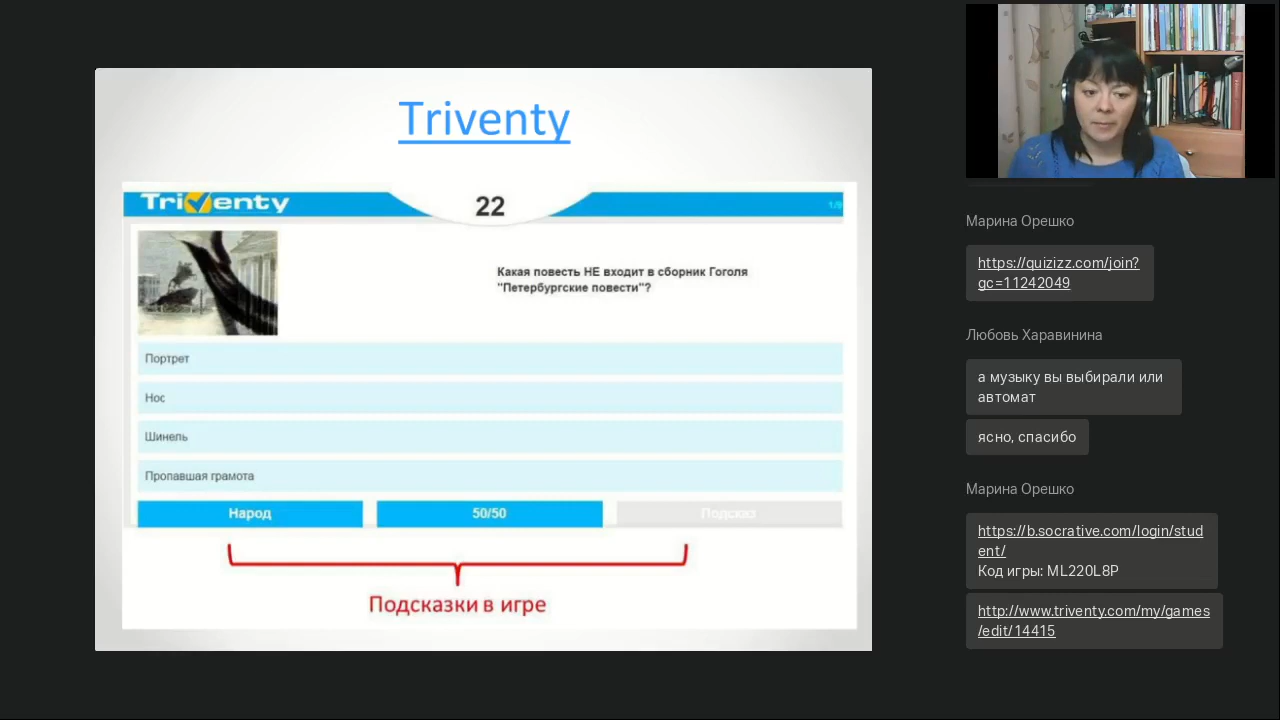 Triventy
Triventy
22
1/9
Какая повесть НЕ входит в сборник Гоголя
"Петербургские повести"?
Портрет
Нос
Шинель
Пропавшая грамота
Народ
50/50
Подсказ
Подсказки в игре
Марина Орешко
https://quizizz.com/join?
gc=11242049
Любовь Харавинина
а музыку вы выбирали или
автомат
ясно, спасибо
Марина Орешко
https://b.socrative.com/login/stud
ent/
Код игры: ML220L8P
http://www.triventy.com/my/games
/edit/14415